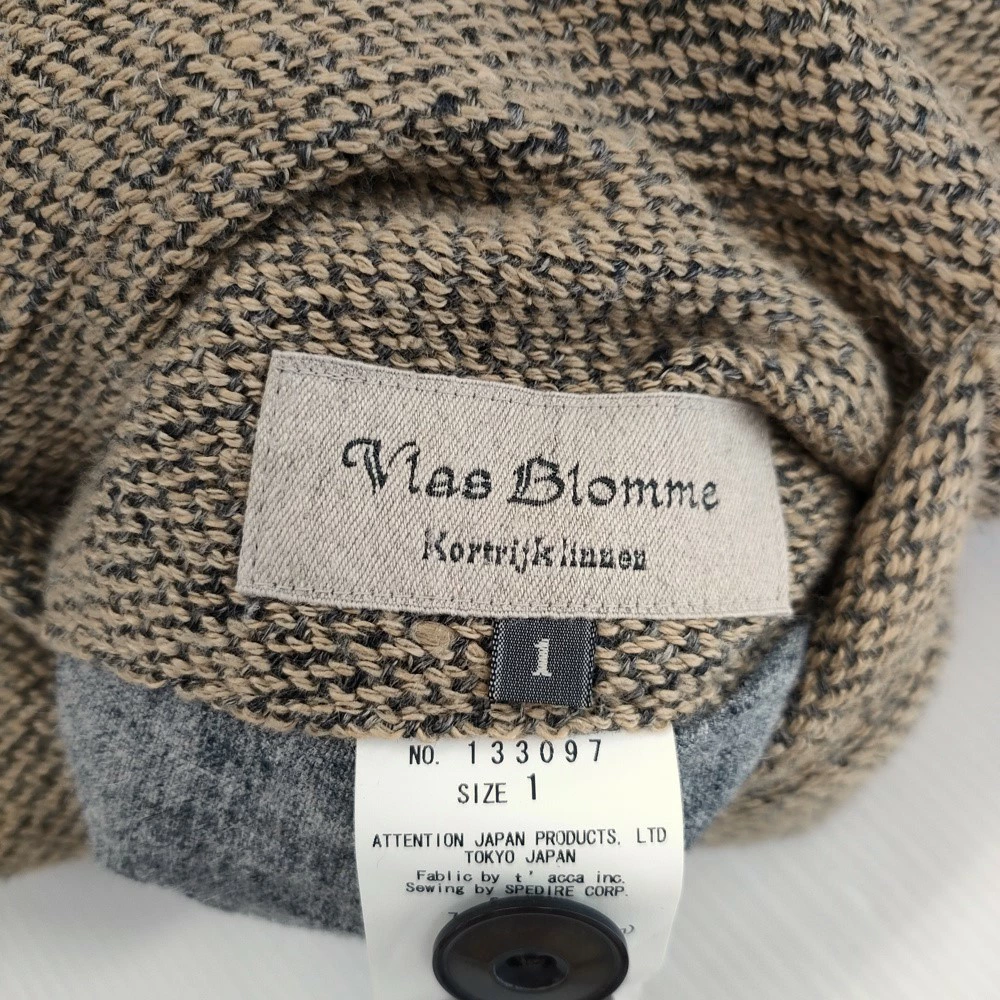 Vlas Blomme
Kortrijk linnen
1
NO. 133097
SIZE 1
ATTENTION JAPAN PRODUCTS, LTD
TOKYO JAPAN
Fablic by t' acca inc.
Sewing by SPEDIRE CORP.